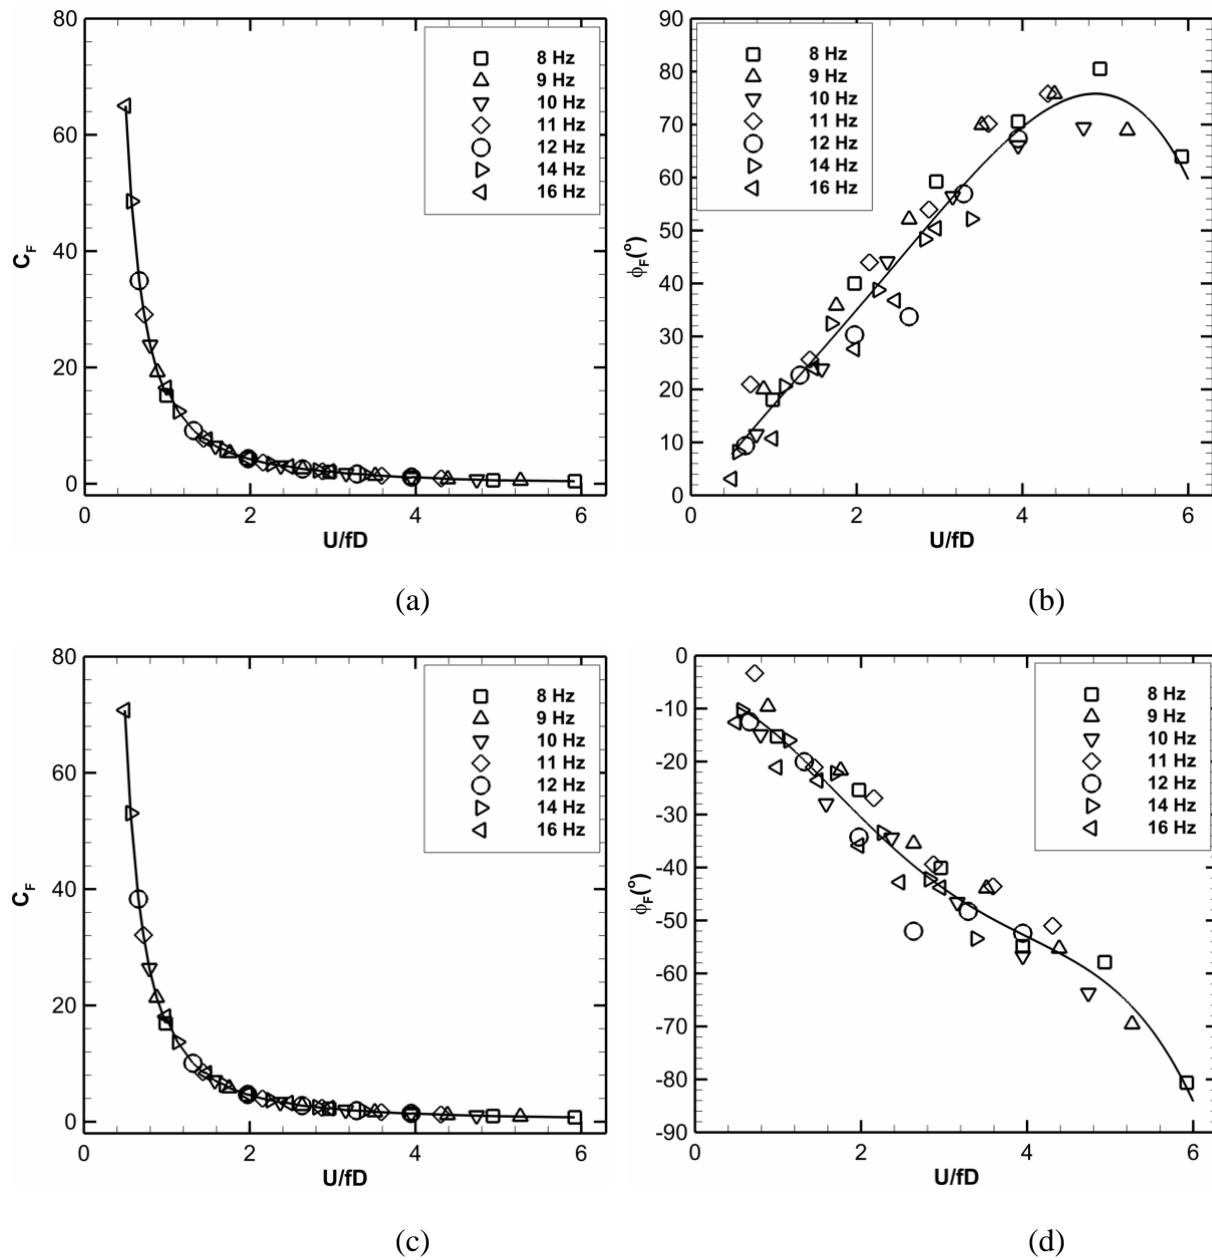 80
60
40
20
0
C_F
8 Hz
9 Hz
10 Hz
11 Hz
12 Hz
14 Hz
16 Hz
0 2 4 6
U/fD
(a)
90
80
70
60
50
40
30
20
10
0
ϕ_F(°)
8 Hz
9 Hz
10 Hz
11 Hz
12 Hz
14 Hz
16 Hz
0 2 4 6
U/fD
(b)
80
60
40
20
0
C_F
8 Hz
9 Hz
10 Hz
11 Hz
12 Hz
14 Hz
16 Hz
0 2 4 6
U/fD
(c)
0
-10
-20
-30
-40
-50
-60
-70
-80
-90
ϕ_F(°)
8 Hz
9 Hz
10 Hz
11 Hz
12 Hz
14 Hz
16 Hz
0 2 4 6
U/fD
(d)